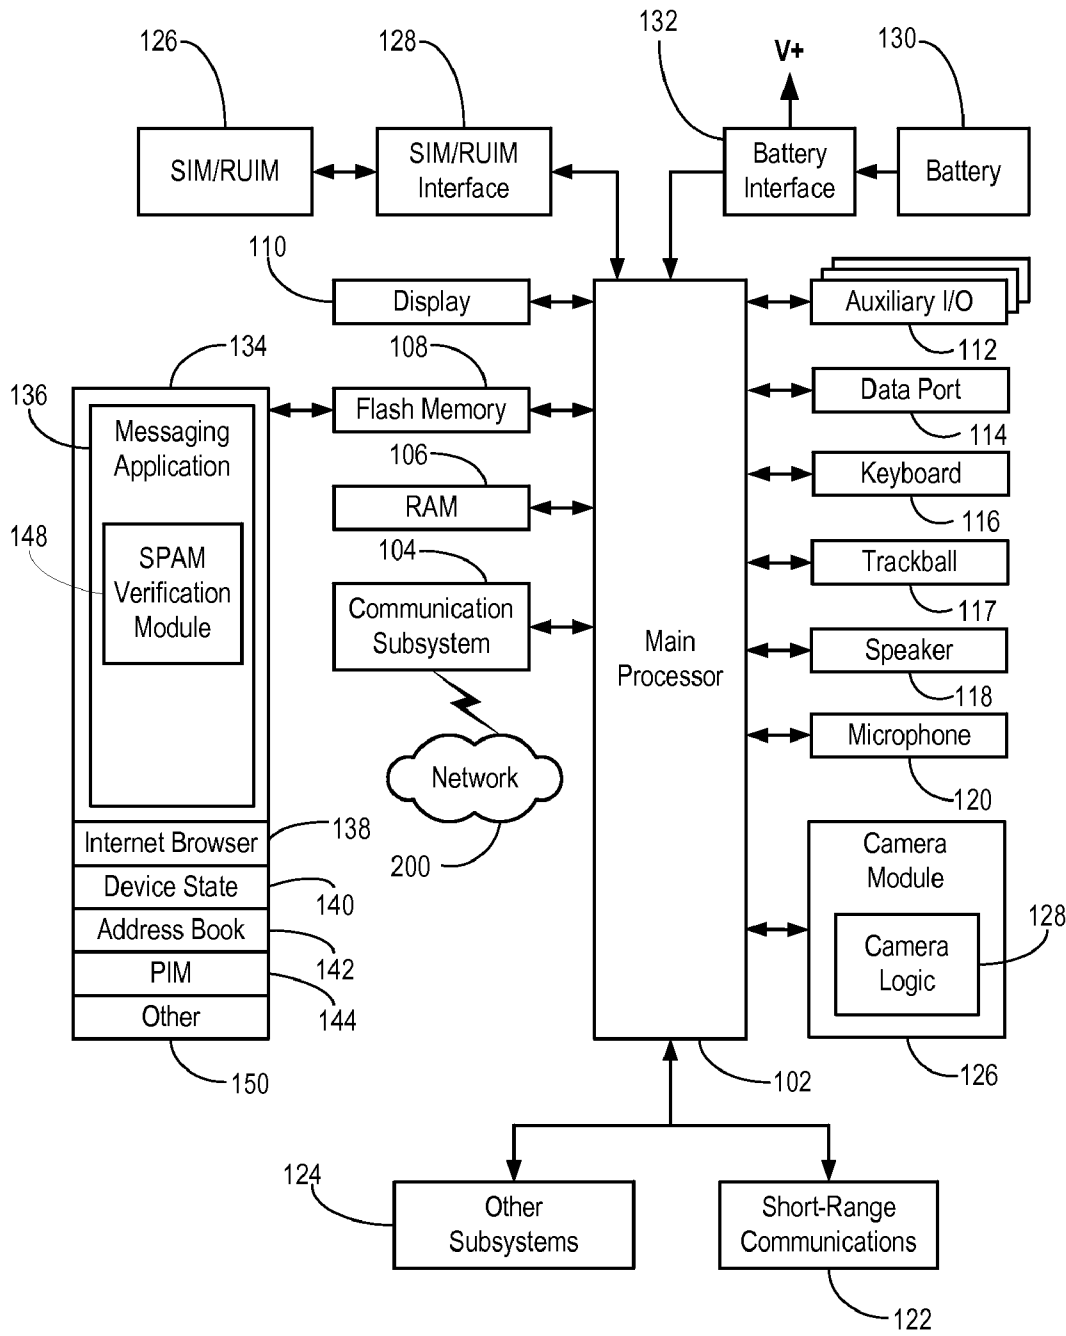 126
128
132
130
V+
SIM/RUIM
SIM/RUIM
Interface
Battery
Interface
Battery
110
Display
Auxiliary I/O
112
134
108
136
Messaging
Application
Flash Memory
Data Port
114
106
RAM
Keyboard
116
148
SPAM
Verification
Module
104
Communication
Subsystem
Main
Processor
Trackball
117
Speaker
118
Network
200
Microphone
120
Internet Browser
138
Device State
140
Address Book
142
PIM
144
Other
150
Camera
Module
Camera
Logic
128
126
102
124
Other
Subsystems
Short-Range
Communications
122